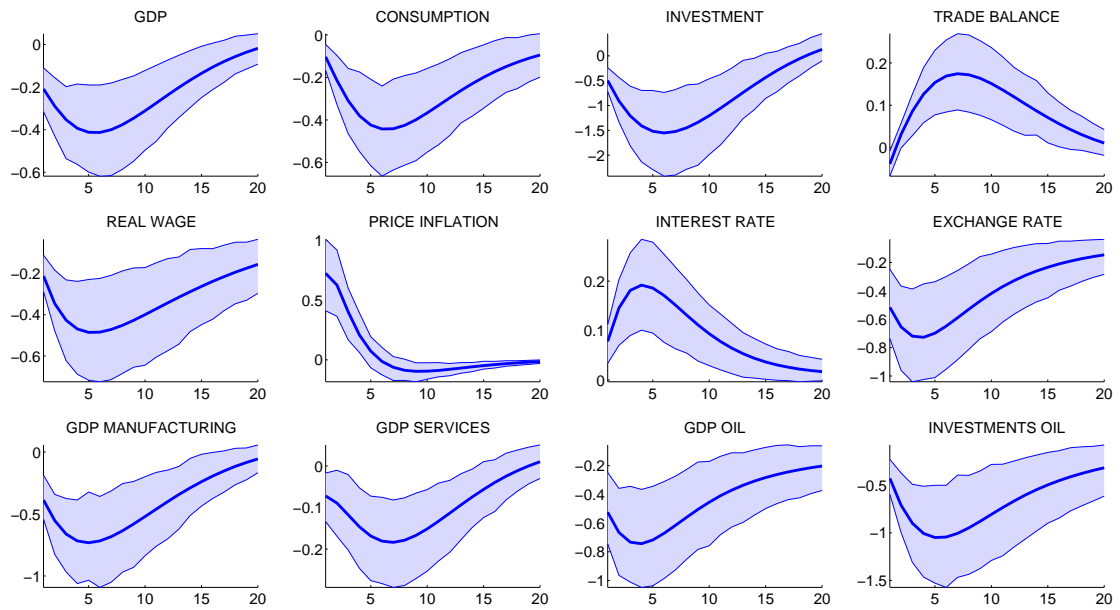 GDP
CONSUMPTION
INVESTMENT
TRADE BALANCE
0
−0.2
−0.4
−0.6
5 10 15 20
0
−0.2
−0.4
−0.6
5 10 15 20
0
−0.5
−1
−1.5
−2
5 10 15 20
0.2
0.1
0
5 10 15 20
REAL WAGE
PRICE INFLATION
INTEREST RATE
EXCHANGE RATE
−0.2
−0.4
−0.6
5 10 15 20
1
0.5
0
5 10 15 20
0.2
0.1
0
5 10 15 20
−0.2
−0.4
−0.6
−0.8
−1
5 10 15 20
GDP MANUFACTURING
GDP SERVICES
GDP OIL
INVESTMENTS OIL
0
−0.5
−1
5 10 15 20
0
−0.1
−0.2
5 10 15 20
−0.2
−0.4
−0.6
−0.8
−1
5 10 15 20
−0.5
−1
−1.5
5 10 15 20